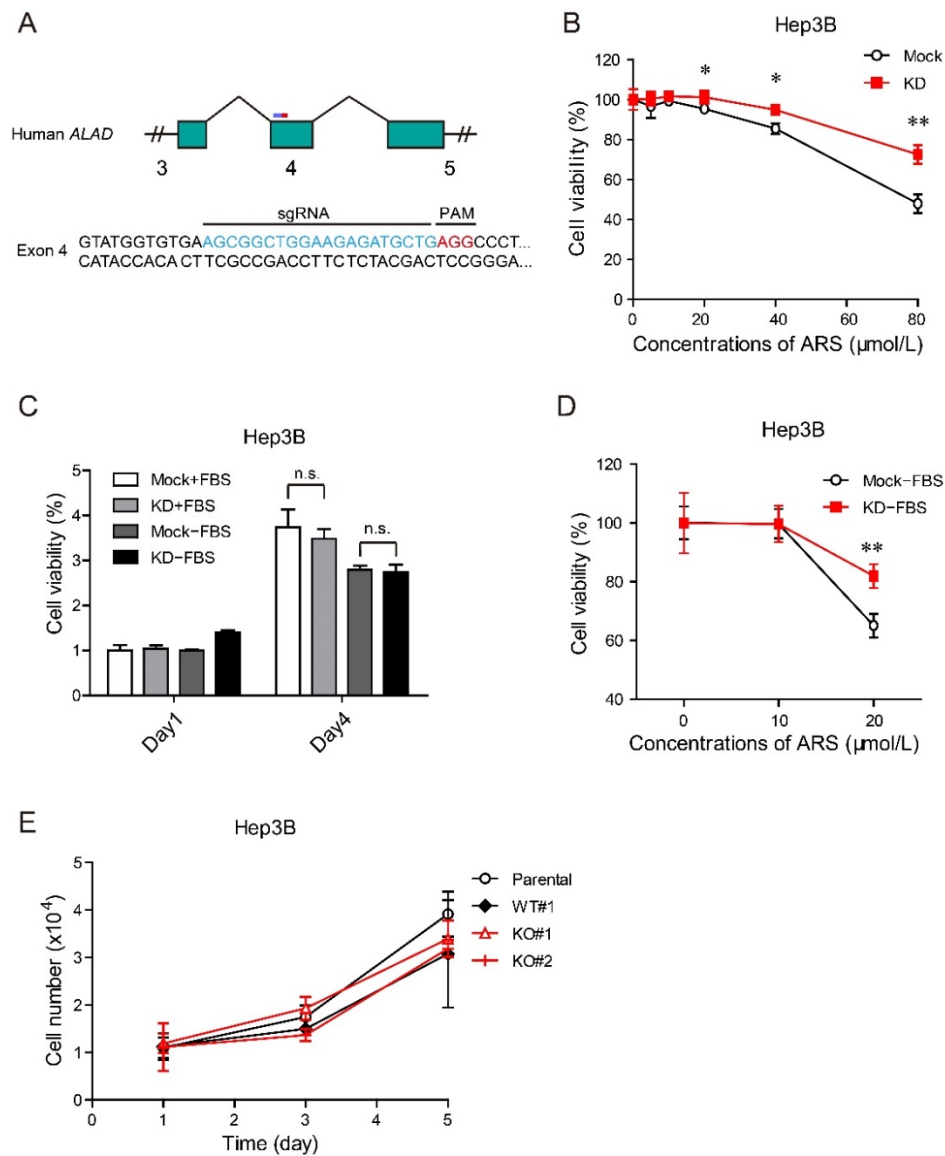 A
Human ALAD
3
4
5
sgRNA
PAM
Exon 4
GTATGGTGTGAAGCGGCTGGAAGAGATGCTGAGGCCCT...
CATACCACACTTCGCCGACCTTCTCTACGACTCCGGGA...
B
Hep3B
Mock
KD
Cell viability (%)
120
100
80
60
40
20
0
*
*
**
0
20
40
60
80
Concentrations of ARS (µmol/L)
C
Hep3B
Mock+FBS
KD+FBS
Mock−FBS
KD−FBS
n.s.
n.s.
Cell viability (%)
5
4
3
2
1
0
Day1
Day4
D
Hep3B
Mock−FBS
KD−FBS
**
Cell viability (%)
120
100
80
60
40
0
10
20
Concentrations of ARS (µmol/L)
E
Hep3B
Parental
WT#1
KO#1
KO#2
Cell number (x10⁴)
5
4
3
2
1
0
0
1
2
3
4
5
Time (day)